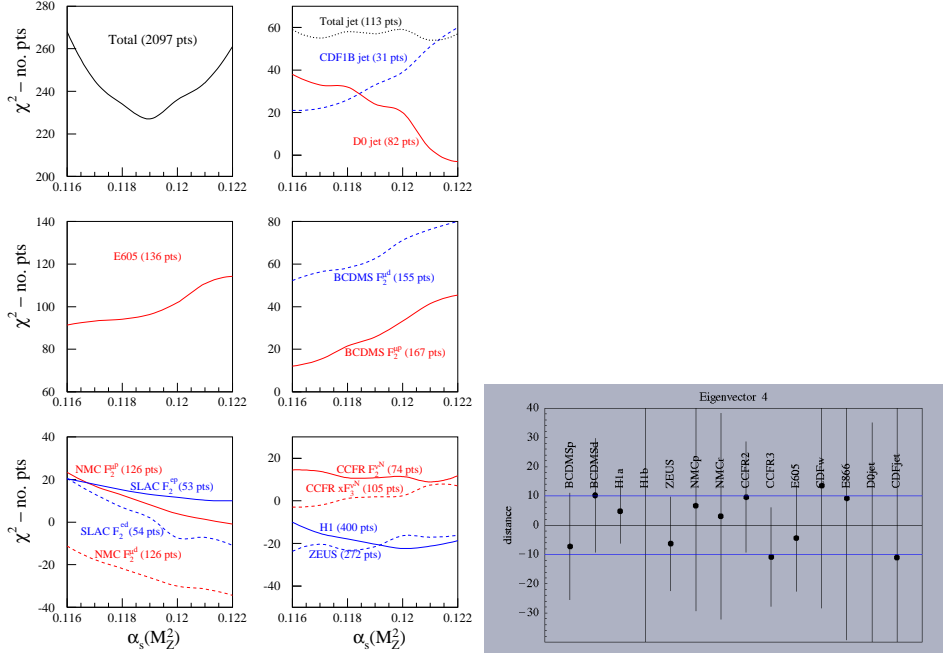 280
260
240
220
200
χ² – no. pts
Total (2097 pts)
0.116
0.118
0.12
0.122
60
40
20
0
Total jet (113 pts)
CDF1B jet (31 pts)
D0 jet (82 pts)
0.116
0.118
0.12
0.122
140
120
100
80
60
χ² – no. pts
E605 (136 pts)
0.116
0.118
0.12
0.122
80
60
40
20
0
BCDMS F₂^μd (155 pts)
BCDMS F₂^μp (167 pts)
0.116
0.118
0.12
0.122
40
20
0
-20
-40
χ² – no. pts
NMC F₂^μp (126 pts)
SLAC F₂^ep (53 pts)
SLAC F₂^ed (54 pts)
NMC F₂^μd (126 pts)
0.116
0.118
0.12
0.122
α_s(M_Z²)
40
20
0
-20
-40
CCFR F₂^νN (74 pts)
CCFR xF₃^νN (105 pts)
H1 (400 pts)
ZEUS (272 pts)
0.116
0.118
0.12
0.122
α_s(M_Z²)
Eigenvector 4
40
30
20
10
0
−10
−20
−30
distance
BCDMSp
BCDMSd
H1a
H1b
ZEUS
NMCp
NMCr
CCFR2
CCFR3
E605
CDFw
E866
D0jet
CDFjet